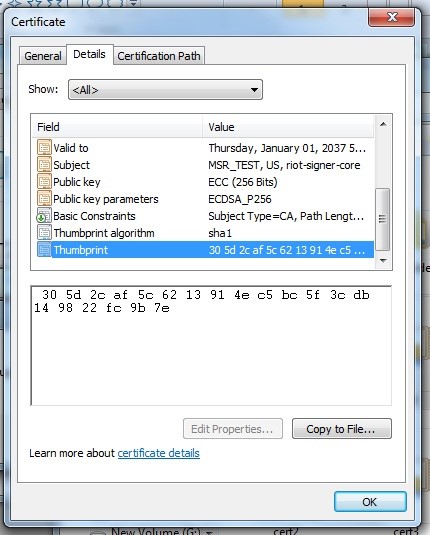 Certificate
General Details Certification Path
Show: <All>
Field Value
Valid to Thursday, January 01, 2037 5...
Subject MSR_TEST, US, riot-signer-core
Public key ECC (256 Bits)
Public key parameters ECDSA_P256
Basic Constraints Subject Type=CA, Path Lengt...
Thumbprint algorithm sha1
Thumbprint 30 5d 2c af 5c 62 13 91 4e c5 ...
30 5d 2c af 5c 62 13 91 4e c5 bc 5f 3c db
14 98 22 fc 9b 7e
Edit Properties... Copy to File...
Learn more about certificate details
OK
New Volume (G:) cert2 cert3